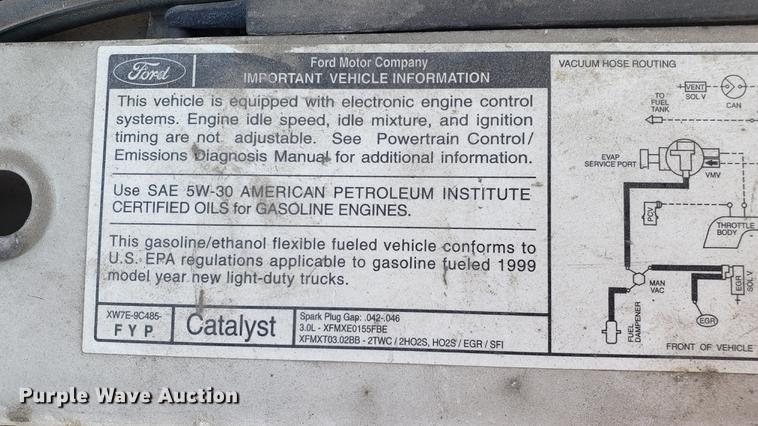 Ford
Ford Motor Company
IMPORTANT VEHICLE INFORMATION
This vehicle is equipped with electronic engine control
systems. Engine idle speed, idle mixture, and ignition
timing are not adjustable. See Powertrain Control/
Emissions Diagnosis Manual for additional information.
Use SAE 5W-30 AMERICAN PETROLEUM INSTITUTE
CERTIFIED OILS for GASOLINE ENGINES.
This gasoline/ethanol flexible fueled vehicle conforms to
U.S. EPA regulations applicable to gasoline fueled 1999
model year new light-duty trucks.
XW7E-9C485-
FYP
Catalyst
Spark Plug Gap: .042-.046
3.0L - XFMXE0155FBE
XFMXT03.02BB - 2TWC / 2HO2S, HO2S / EGR / SFI
VACUUM HOSE ROUTING
VENT
SOL V
CAN
TO
FUEL
TANK
EVAP
SERVICE PORT
VMV
PCV
THROTTLE
BODY
MAN
VAC
EGR
SOL V
EGR
FUEL
DAMPENER
FRONT OF VEHICLE
Purple Wave Auction